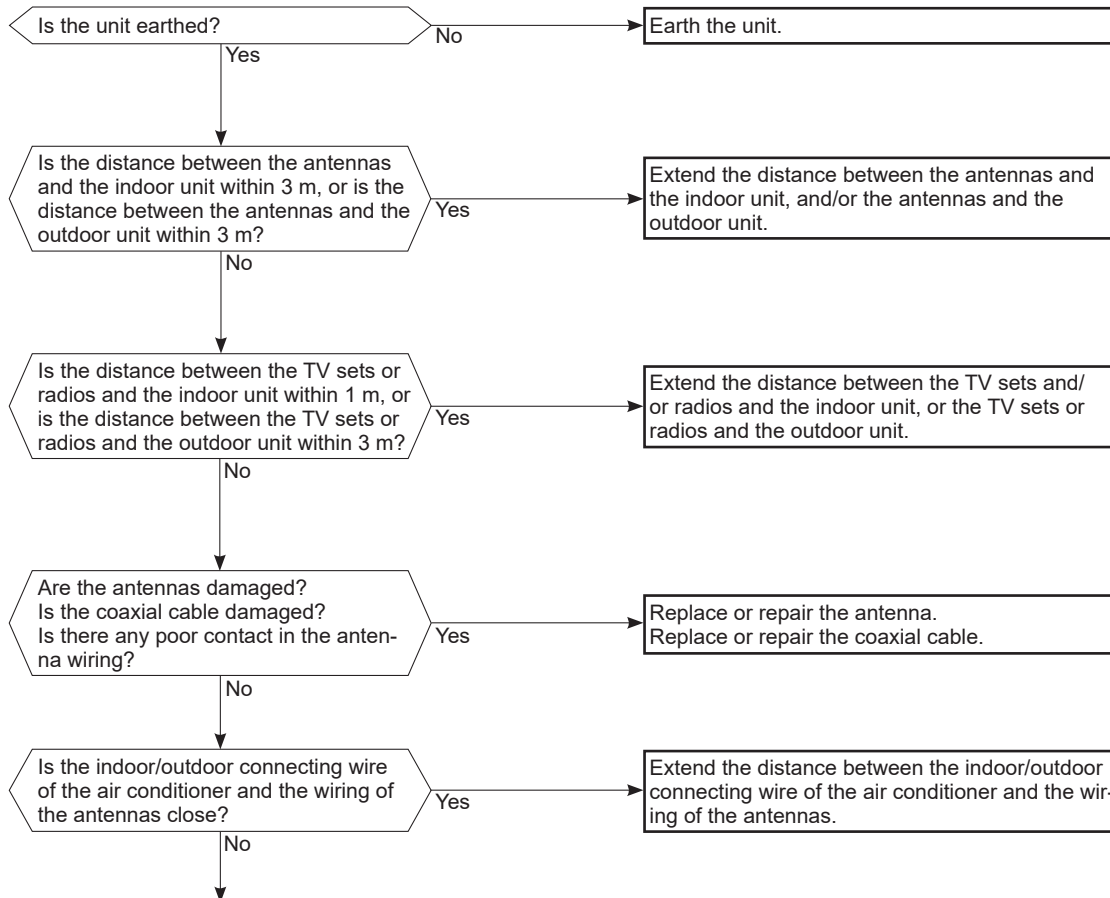 Is the unit earthed?
No
Earth the unit.
Yes
Is the distance between the antennas
and the indoor unit within 3 m, or is the
distance between the antennas and the
outdoor unit within 3 m?
Yes
Extend the distance between the antennas and
the indoor unit, and/or the antennas and the
outdoor unit.
No
Is the distance between the TV sets or
radios and the indoor unit within 1 m, or
is the distance between the TV sets or
radios and the outdoor unit within 3 m?
Yes
Extend the distance between the TV sets and/
or radios and the indoor unit, or the TV sets or
radios and the outdoor unit.
No
Are the antennas damaged?
Is the coaxial cable damaged?
Is there any poor contact in the anten-
na wiring?
Yes
Replace or repair the antenna.
Replace or repair the coaxial cable.
No
Is the indoor/outdoor connecting wire
of the air conditioner and the wiring of
the antennas close?
Yes
Extend the distance between the indoor/outdoor
connecting wire of the air conditioner and the wir-
ing of the antennas.
No